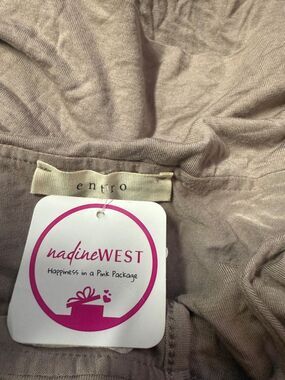 entro
nadineWEST
Happiness in a Pink Package